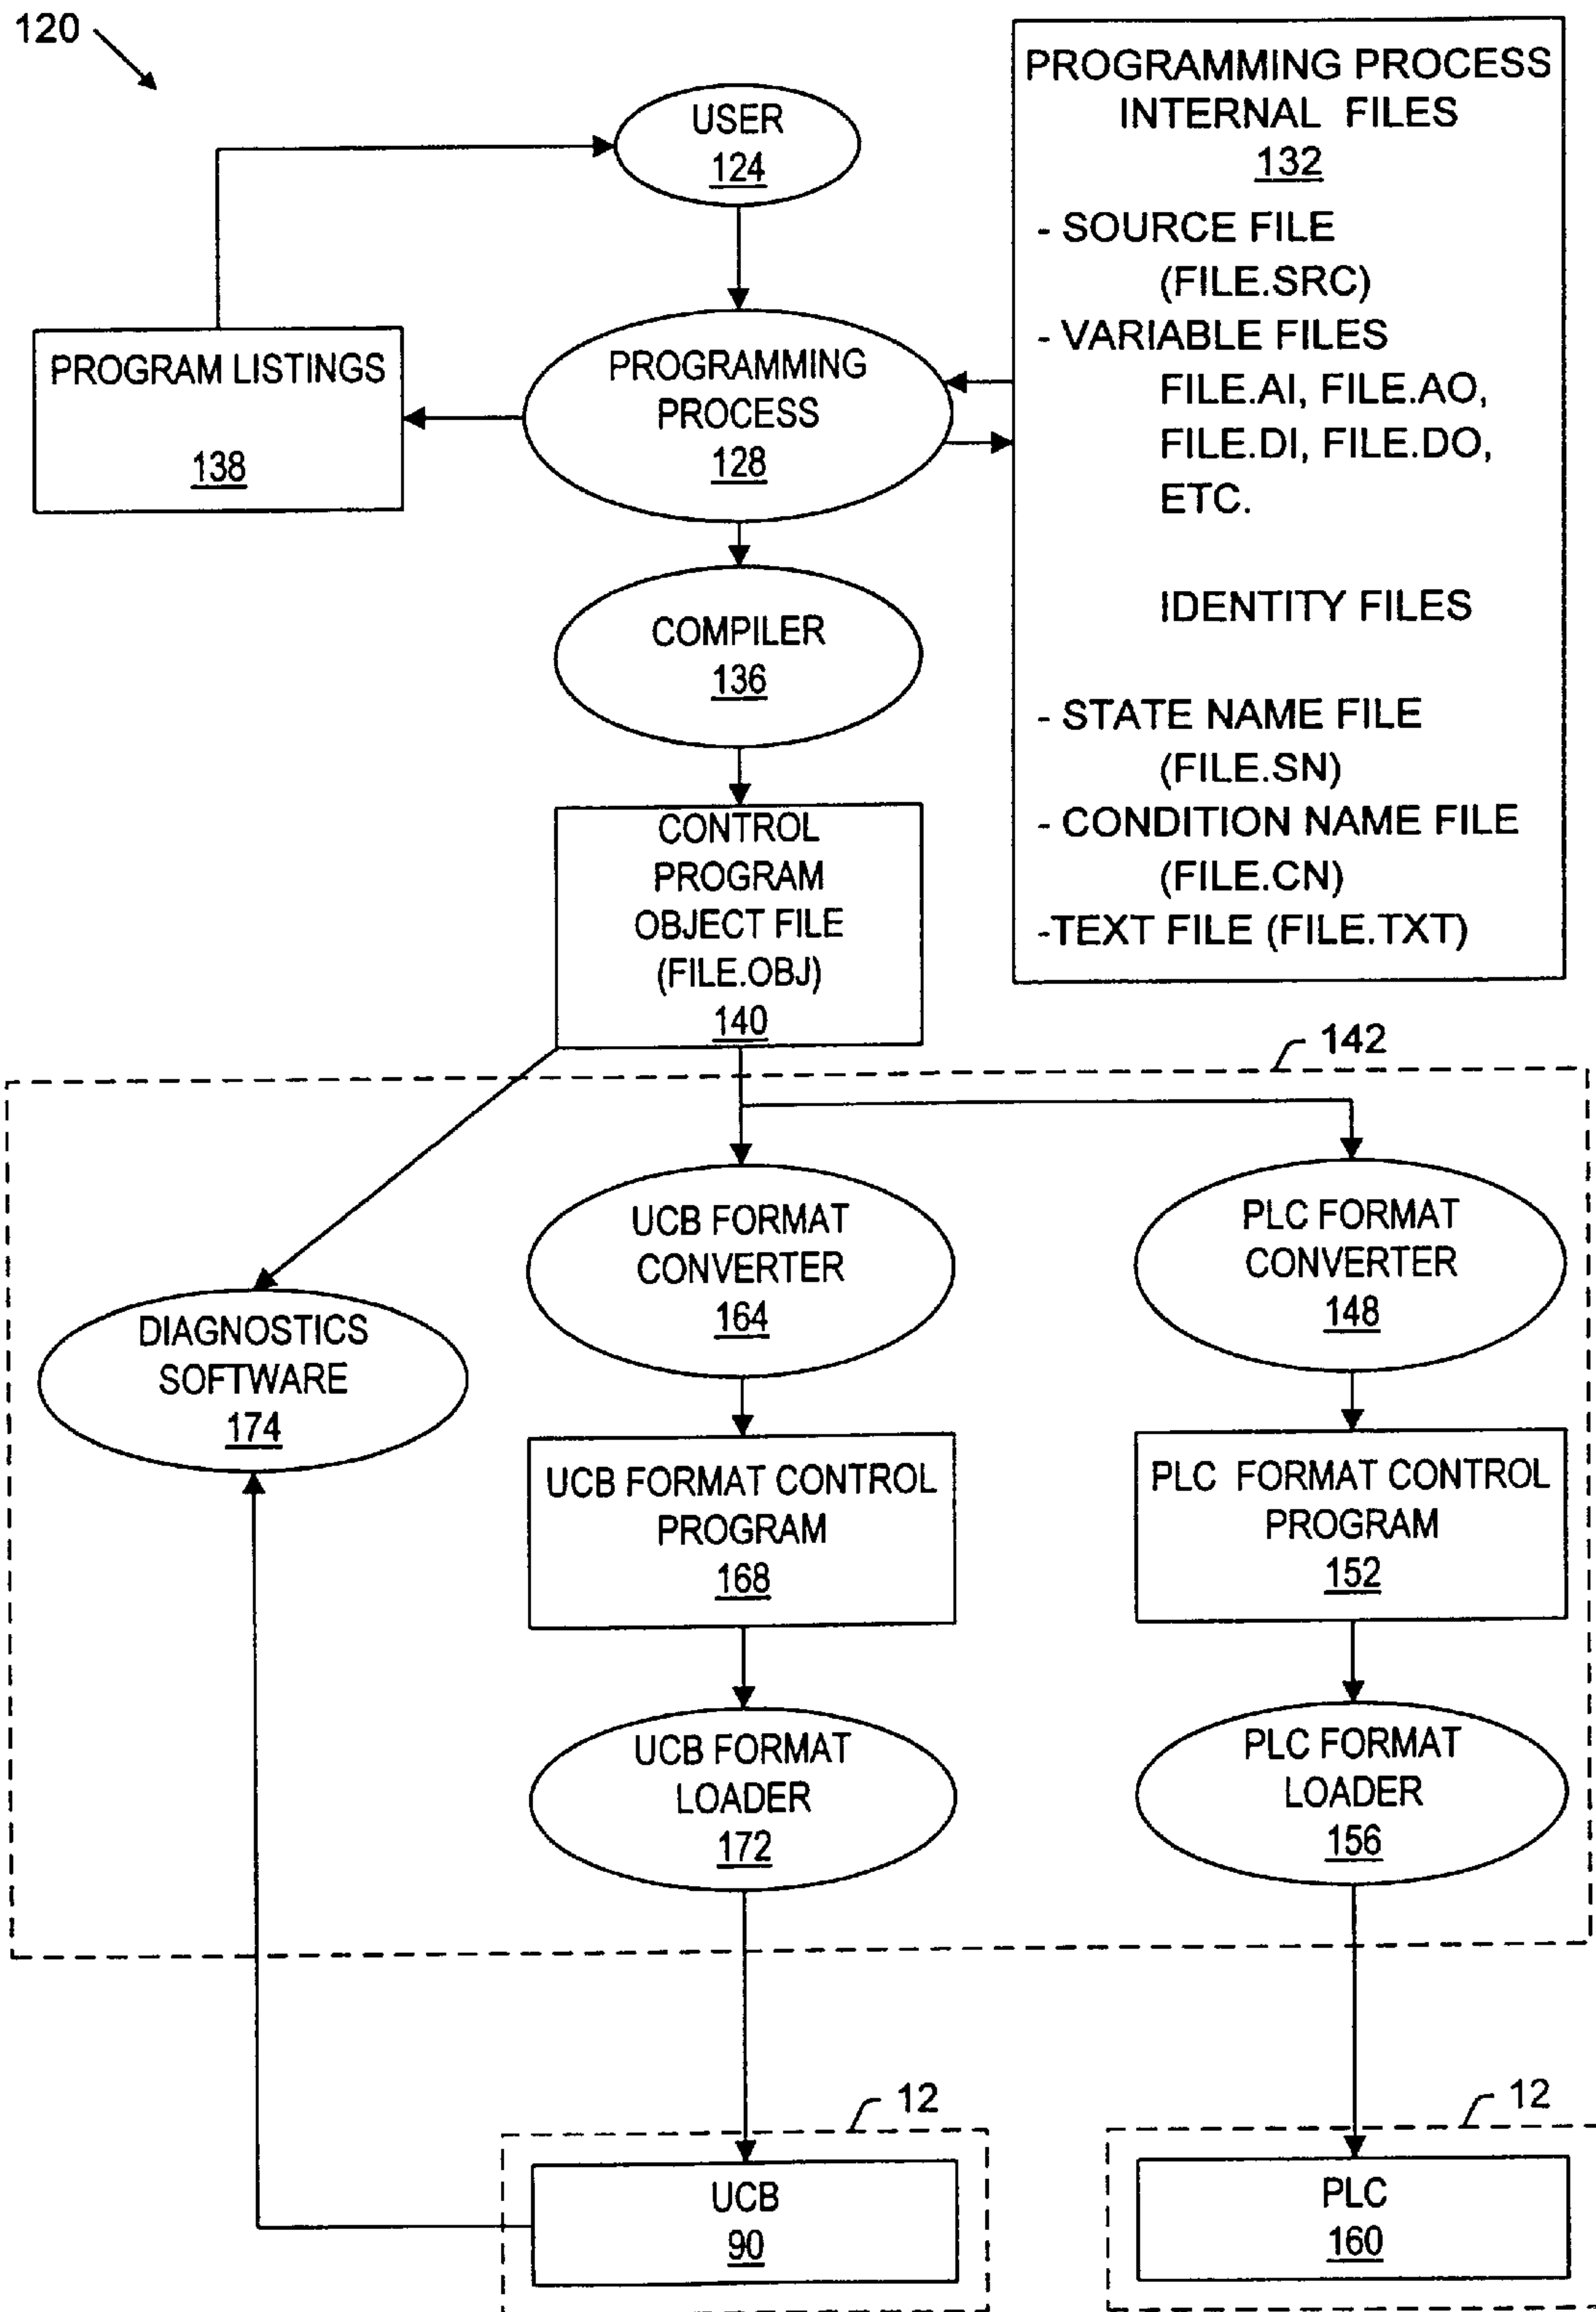 120
USER
124
PROGRAM LISTINGS
138
PROGRAMMING
PROCESS
128
PROGRAMMING PROCESS
INTERNAL FILES
132
- SOURCE FILE
(FILE.SRC)
- VARIABLE FILES
FILE.AI, FILE.AO,
FILE.DI, FILE.DO,
ETC.
IDENTITY FILES
- STATE NAME FILE
(FILE.SN)
- CONDITION NAME FILE
(FILE.CN)
-TEXT FILE (FILE.TXT)
COMPILER
136
CONTROL
PROGRAM
OBJECT FILE
(FILE.OBJ)
140
142
DIAGNOSTICS
SOFTWARE
174
UCB FORMAT
CONVERTER
164
PLC FORMAT
CONVERTER
148
UCB FORMAT CONTROL
PROGRAM
168
PLC FORMAT CONTROL
PROGRAM
152
UCB FORMAT
LOADER
172
PLC FORMAT
LOADER
156
12
UCB
90
12
PLC
160